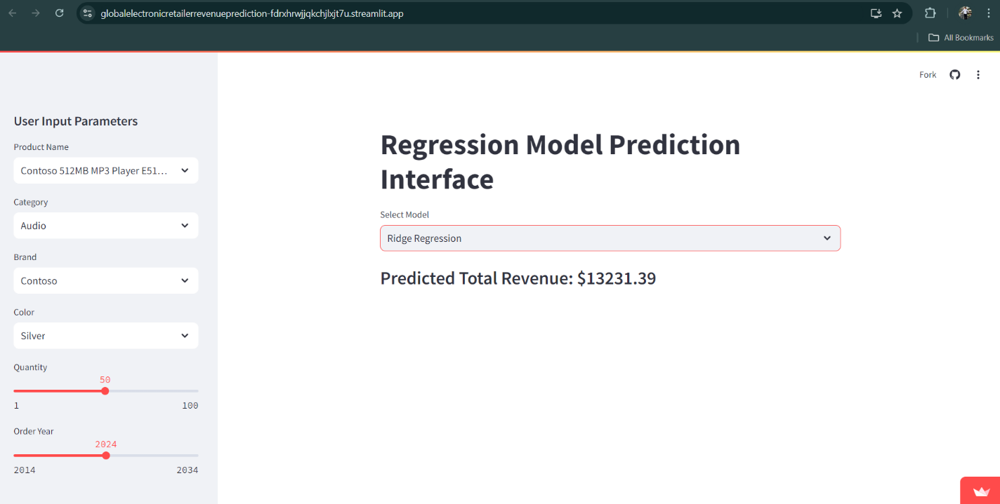 globalelectronicretailerrevenueprediction-fdrxhrwjjqkchjlxjt7u.streamlit.app
All Bookmarks
Fork
User Input Parameters
Product Name
Contoso 512MB MP3 Player E51...
Category
Audio
Brand
Contoso
Color
Silver
Quantity
50
1 100
Order Year
2024
2014 2034
Regression Model Prediction
Interface
Select Model
Ridge Regression
Predicted Total Revenue: $13231.39